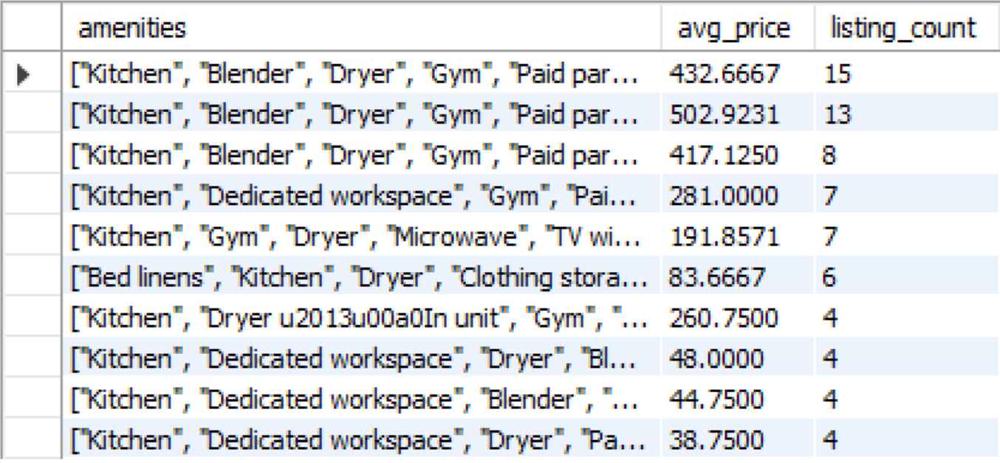 amenities avg_price listing_count
["Kitchen", "Blender", "Dryer", "Gym", "Paid par... 432.6667 15
["Kitchen", "Blender", "Dryer", "Gym", "Paid par... 502.9231 13
["Kitchen", "Blender", "Dryer", "Gym", "Paid par... 417.1250 8
["Kitchen", "Dedicated workspace", "Gym", "Pai... 281.0000 7
["Kitchen", "Gym", "Dryer", "Microwave", "TV wi... 191.8571 7
["Bed linens", "Kitchen", "Dryer", "Clothing stora... 83.6667 6
["Kitchen", "Dryer u2013u00a0In unit", "Gym", "... 260.7500 4
["Kitchen", "Dedicated workspace", "Dryer", "Bl... 48.0000 4
["Kitchen", "Dedicated workspace", "Blender", "... 44.7500 4
["Kitchen", "Dedicated workspace", "Dryer", "Pa... 38.7500 4